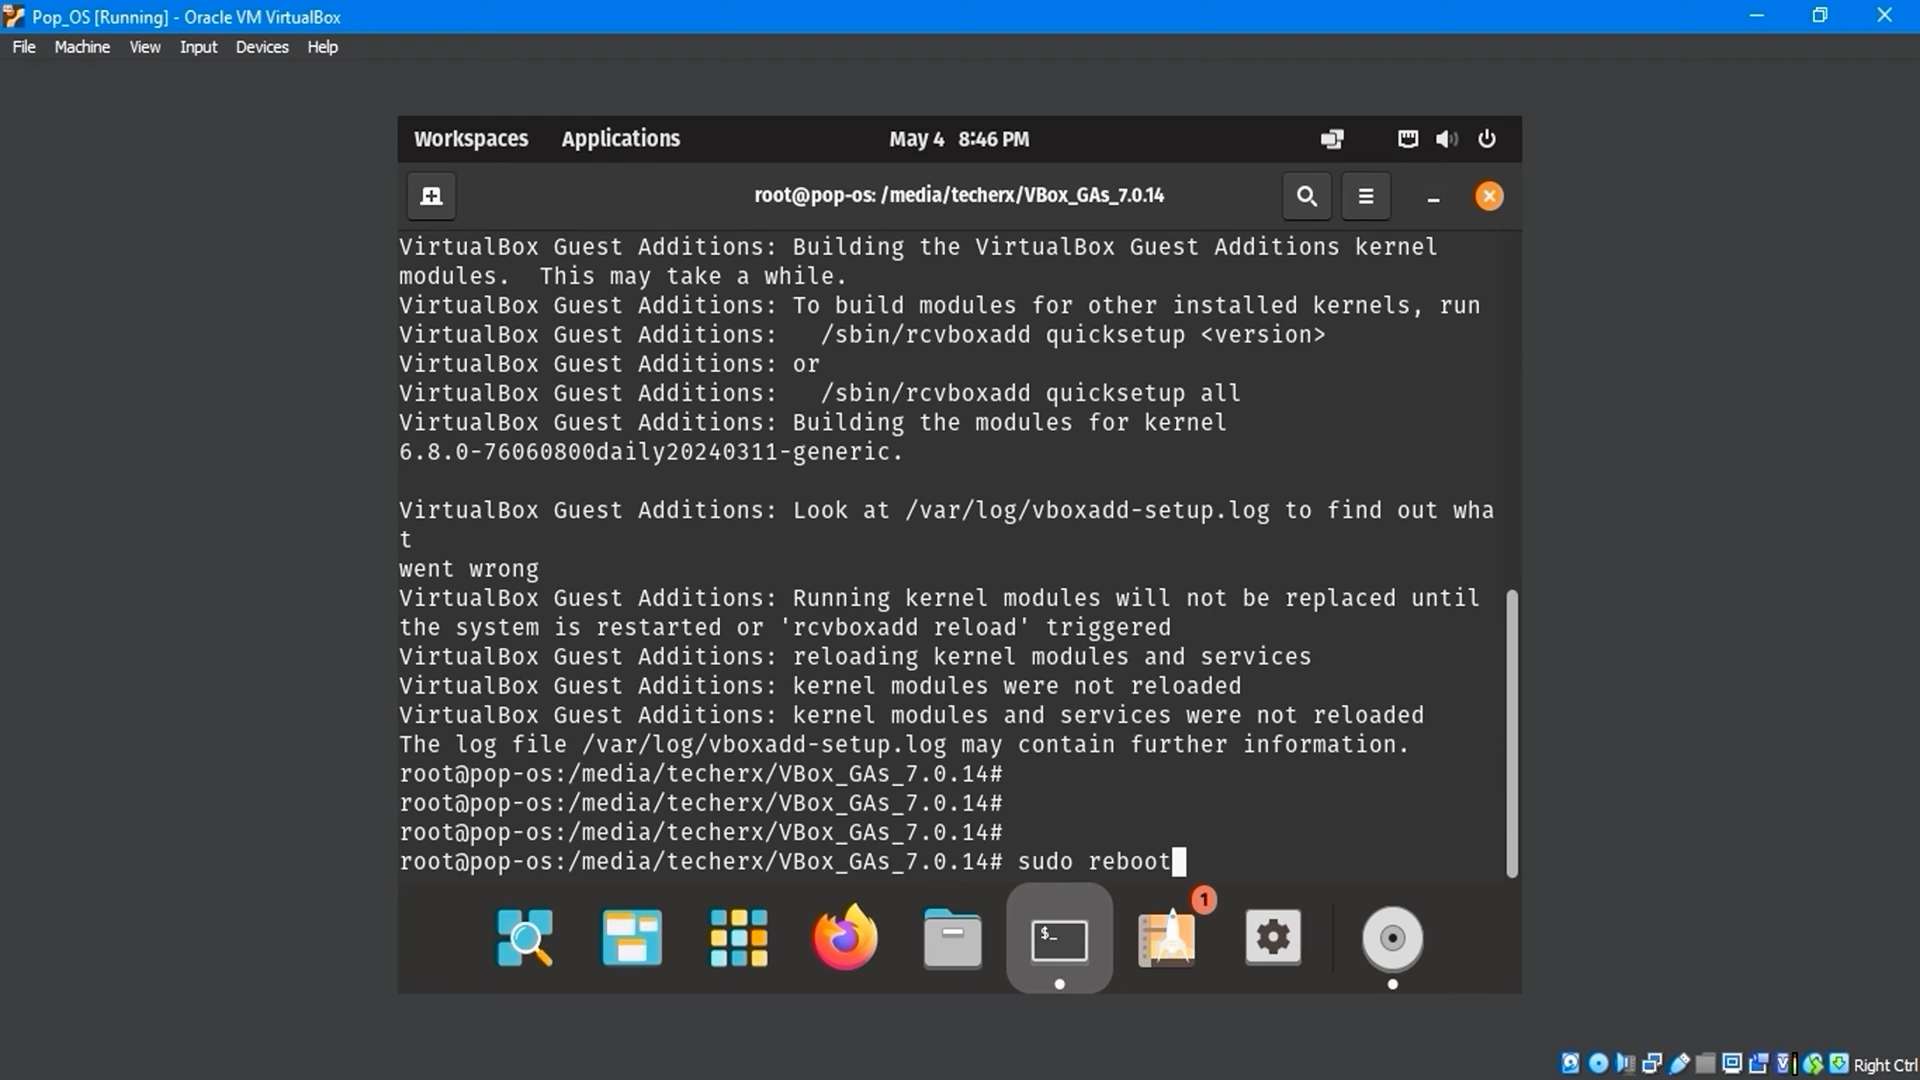 Pop_OS [Running] - Oracle VM VirtualBox
File Machine View Input Devices Help
Workspaces Applications May 4 8:46 PM
root@pop-os: /media/techerx/VBox_GAs_7.0.14
VirtualBox Guest Additions: Building the VirtualBox Guest Additions kernel
modules.  This may take a while.
VirtualBox Guest Additions: To build modules for other installed kernels, run
VirtualBox Guest Additions:   /sbin/rcvboxadd quicksetup <version>
VirtualBox Guest Additions: or
VirtualBox Guest Additions:   /sbin/rcvboxadd quicksetup all
VirtualBox Guest Additions: Building the modules for kernel
6.8.0-76060800daily20240311-generic.
VirtualBox Guest Additions: Look at /var/log/vboxadd-setup.log to find out wha
t
went wrong
VirtualBox Guest Additions: Running kernel modules will not be replaced until
the system is restarted or 'rcvboxadd reload' triggered
VirtualBox Guest Additions: reloading kernel modules and services
VirtualBox Guest Additions: kernel modules were not reloaded
VirtualBox Guest Additions: kernel modules and services were not reloaded
The log file /var/log/vboxadd-setup.log may contain further information.
root@pop-os:/media/techerx/VBox_GAs_7.0.14#
root@pop-os:/media/techerx/VBox_GAs_7.0.14#
root@pop-os:/media/techerx/VBox_GAs_7.0.14#
root@pop-os:/media/techerx/VBox_GAs_7.0.14# sudo reboot
$_
1
Right Ctrl